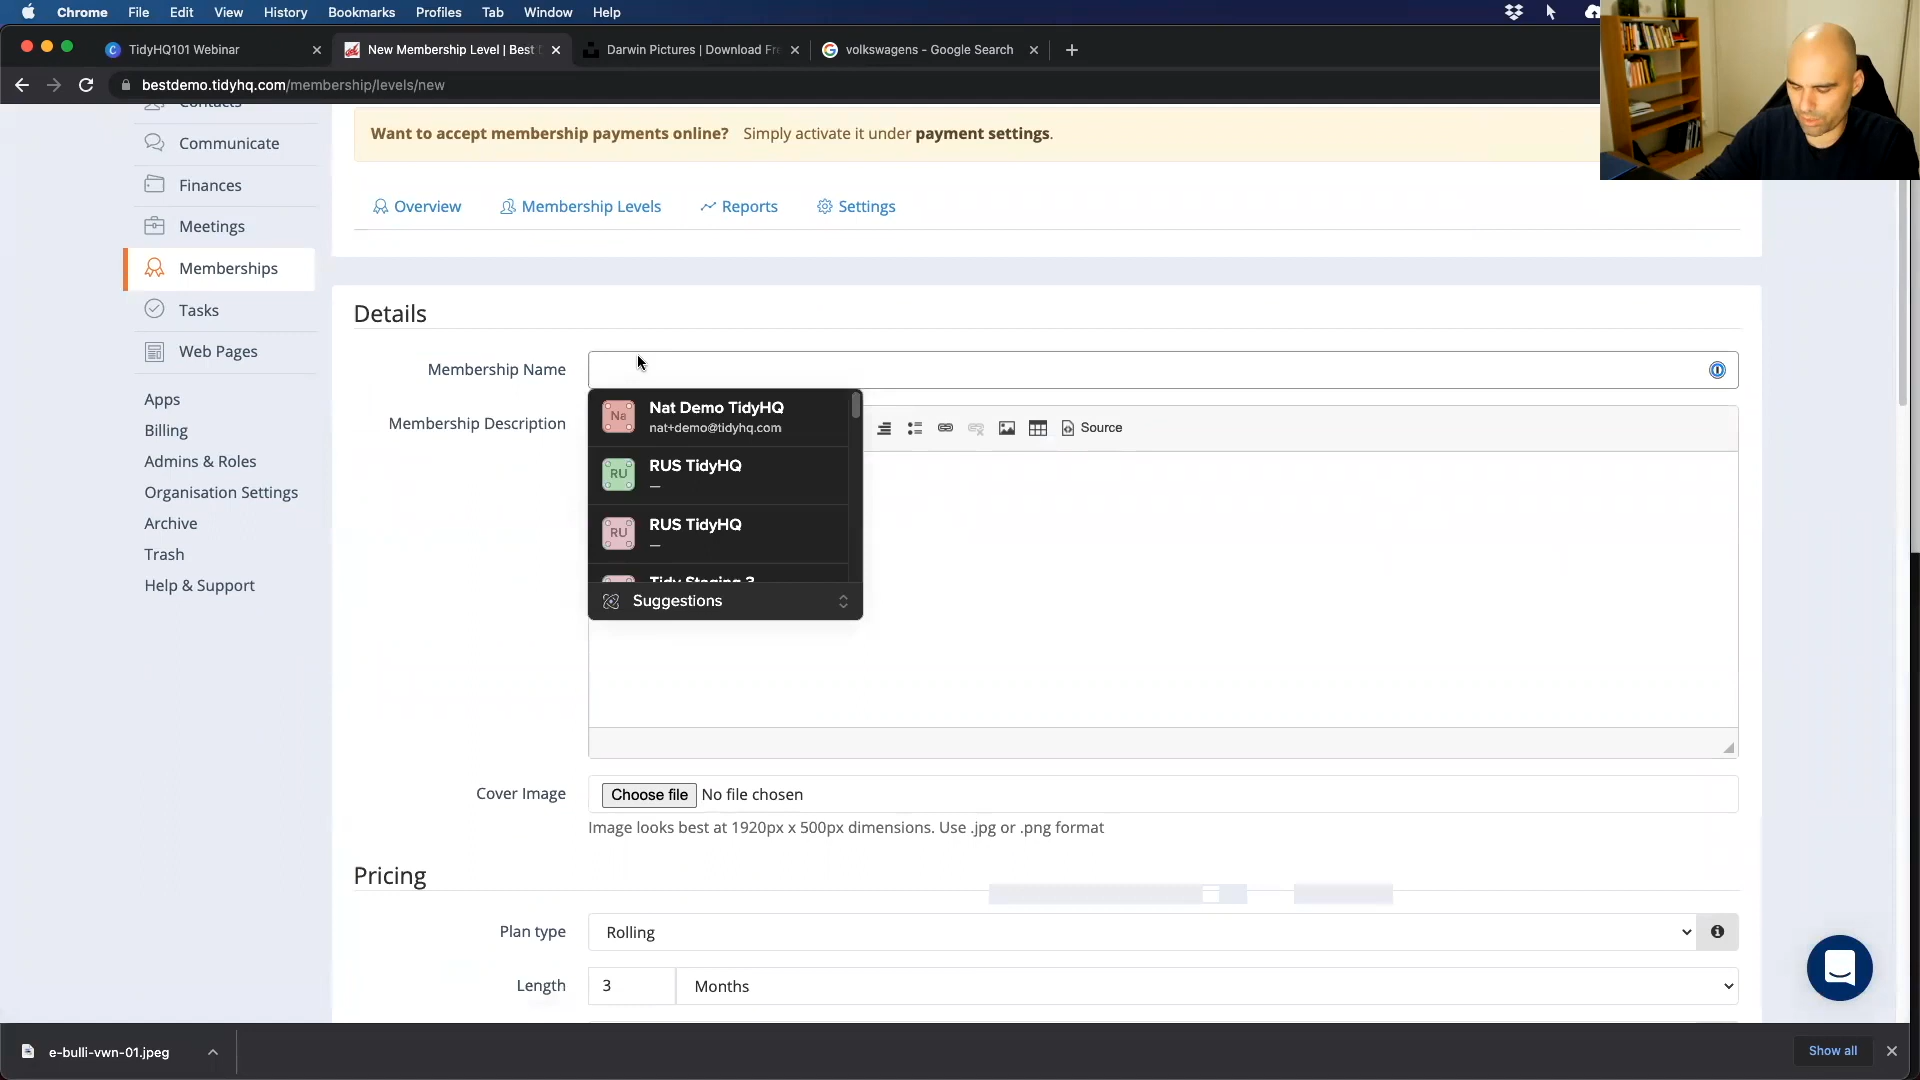 Chrome File Edit View History Bookmarks Profiles Tab Window Help
TidyHQ101 Webinar
New Membership Level | Best
Darwin Pictures | Download Fre
volkswagens - Google Search
bestdemo.tidyhq.com/membership/levels/new
Contacts
Communicate
Finances
Meetings
Memberships
Tasks
Web Pages
Apps
Billing
Admins & Roles
Organisation Settings
Archive
Trash
Help & Support
Want to accept membership payments online? Simply activate it under payment settings.
Overview Membership Levels Reports Settings
Details
Membership Name
Na Nat Demo TidyHQ
nat+demo@tidyhq.com
RU RUS TidyHQ
—
RU RUS TidyHQ
—
Tidy Staging 3
Suggestions
Membership Description
Source
Cover Image Choose file No file chosen
Image looks best at 1920px x 500px dimensions. Use .jpg or .png format
Pricing
Plan type Rolling
Length 3 Months
e-bulli-vwn-01.jpeg
Show all